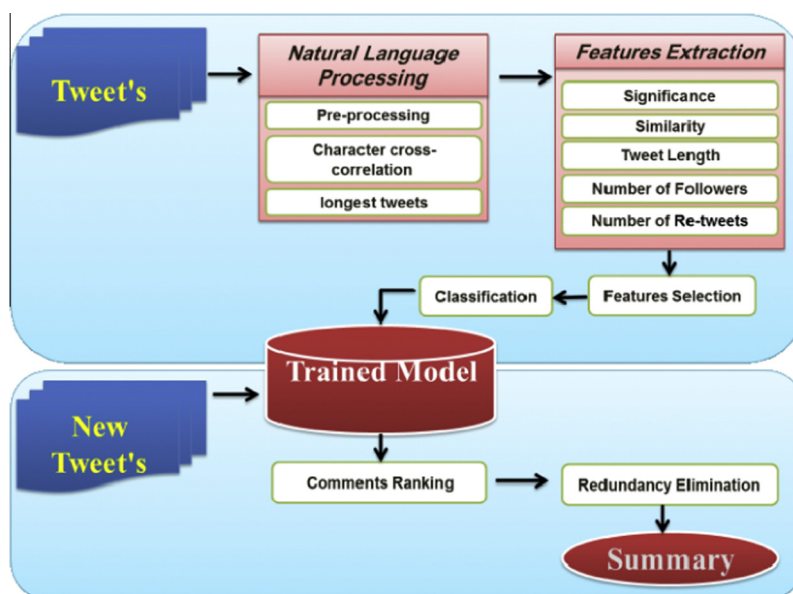 Tweet's
Natural Language
Processing
Pre-processing
Character cross-
correlation
longest tweets
Features Extraction
Significance
Similarity
Tweet Length
Number of Followers
Number of Re-tweets
Features Selection
Classification
Trained Model
New
Tweet's
Comments Ranking
Redundancy Elimination
Summary